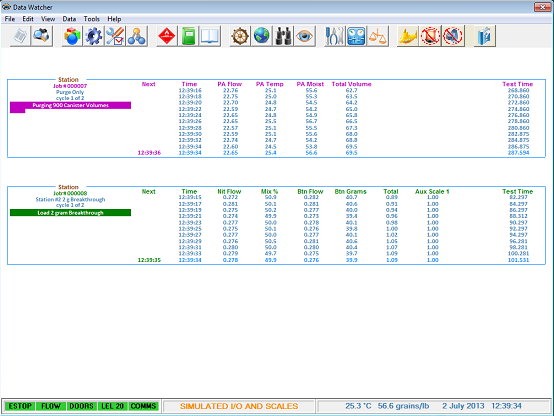 Data Watcher
File Edit View Data Tools Help
Station
Job # 000007
Purge Only
cycle 1 of 2
Purging 900 Canister Volumes
Next Time PA Flow PA Temp PA Moist Total Volume Test Time
12:39:16 22.76 25.1 55.6 62.7 268.860
12:39:18 22.75 25.0 55.3 63.5 270.860
12:39:20 22.70 24.8 54.5 64.2 272.860
12:39:22 22.59 24.7 54.2 65.0 274.860
12:39:24 22.65 24.8 54.9 65.8 276.860
12:39:26 22.65 25.5 56.7 66.5 278.860
12:39:28 22.57 25.1 55.5 67.3 280.860
12:39:30 22.59 25.1 55.6 68.0 282.875
12:39:32 22.74 24.7 54.2 68.8 284.875
12:39:34 22.60 24.5 53.8 69.5 286.875
12:39:36 12:39:34 22.65 25.4 56.6 69.5 287.594
Station
Job# 000008
Station #2 2 g Breakthrough
cycle 1 of 2
Load 2 gram Breakthrough
Next Time Nit Flow Mix % Btn Flow Btn Grams Total Aux Scale 1 Test Time
12:39:15 0.272 50.9 0.282 40.7 0.89 1.00 82.297
12:39:17 0.281 50.5 0.281 40.6 0.91 1.00 84.297
12:39:19 0.275 50.2 0.277 40.0 0.94 1.00 86.297
12:39:21 0.274 49.9 0.273 39.4 0.96 1.00 88.312
12:39:23 0.277 50.0 0.278 40.1 0.98 1.00 90.297
12:39:25 0.275 50.1 0.276 39.8 1.00 1.00 92.297
12:39:27 0.277 50.0 0.277 40.1 1.02 1.00 94.297
12:39:29 0.276 50.5 0.281 40.6 1.05 1.00 96.281
12:39:31 0.280 50.0 0.280 40.4 1.07 1.00 98.281
12:39:33 0.279 49.7 0.275 39.7 1.09 1.00 100.281
12:39:35 12:39:34 0.278 49.9 0.276 39.9 1.09 1.00 101.531
ESTOP FLOW DOORS LEL 20 COMMS SIMULATED I/O AND SCALES 25.3 °C 56.6 grains/lb 2 July 2013 12:39:34